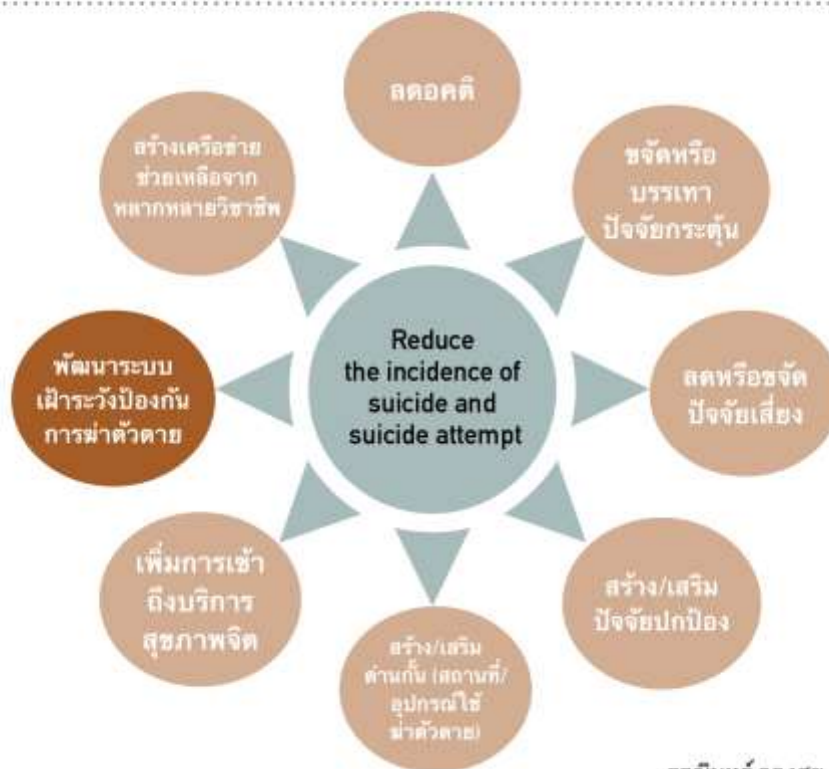 ลดอคติ
ขจัดหรือ
บรรเทา
ปัจจัยกระตุ้น
ลดหรือขจัด
ปัจจัยเสี่ยง
สร้าง/เสริม
ปัจจัยปกป้อง
สร้าง/เสริม
ด่านกั้น (สถานที่/
อุปกรณ์ใช้
ฆ่าตัวตาย)
เพิ่มการเข้า
ถึงบริการ
สุขภาพจิต
พัฒนาระบบ
เฝ้าระวังป้องกัน
การฆ่าตัวตาย
สร้างเครือข่าย
ช่วยเหลือจาก
หลากหลายวิชาชีพ
Reduce
the incidence of
suicide and
suicide attempt